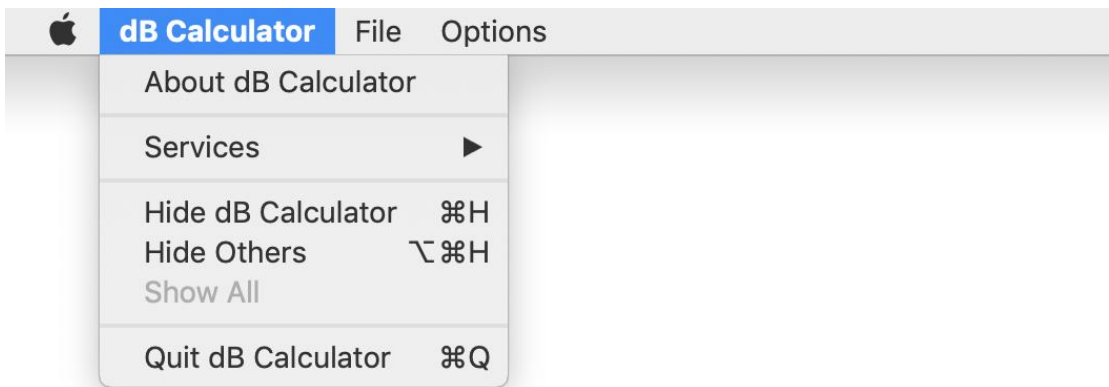 dB Calculator File Options
About dB Calculator
Services ▶
Hide dB Calculator ⌘H
Hide Others ⌥⌘H
Show All
Quit dB Calculator ⌘Q